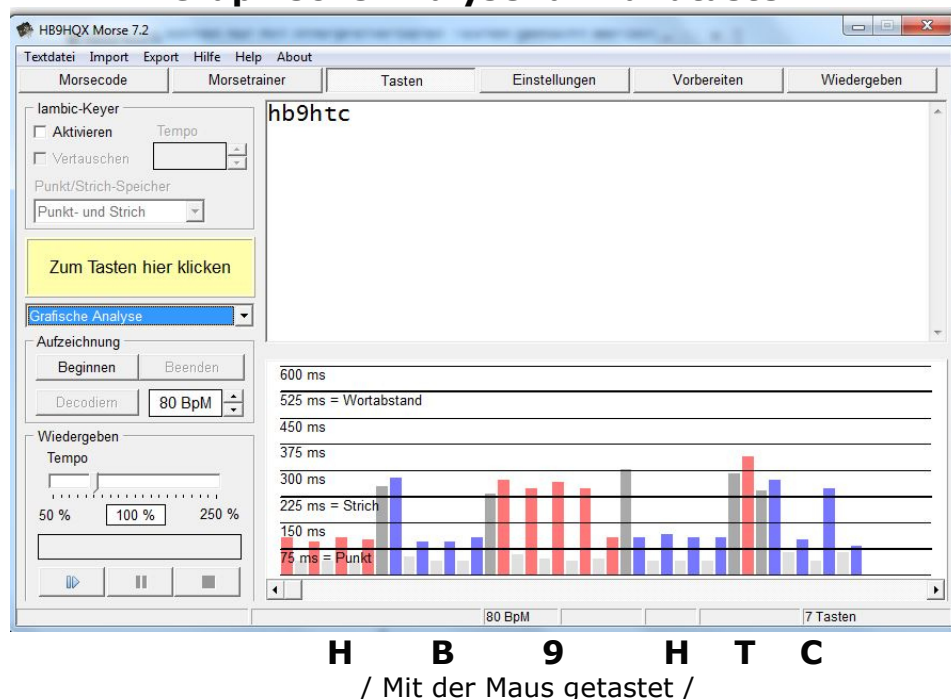 HB9HQX Morse 7.2
Textdatei Import Export Hilfe Help About
Morsecode Morsetrainer Tasten Einstellungen Vorbereiten Wiedergeben
Iambic-Keyer
Aktivieren Tempo
Vertauschen
Punkt/Strich-Speicher
Punkt- und Strich
Zum Tasten hier klicken
Grafische Analyse
Aufzeichnung
Beginnen Beenden
Decodiern 80 BpM
Wiedergeben
Tempo
50 % 100 % 250 %
hb9htc
600 ms
525 ms = Wortabstand
450 ms
375 ms
300 ms
225 ms = Strich
150 ms
75 ms = Punkt
80 BpM 7 Tasten
H B 9 H T C
/ Mit der Maus getastet /